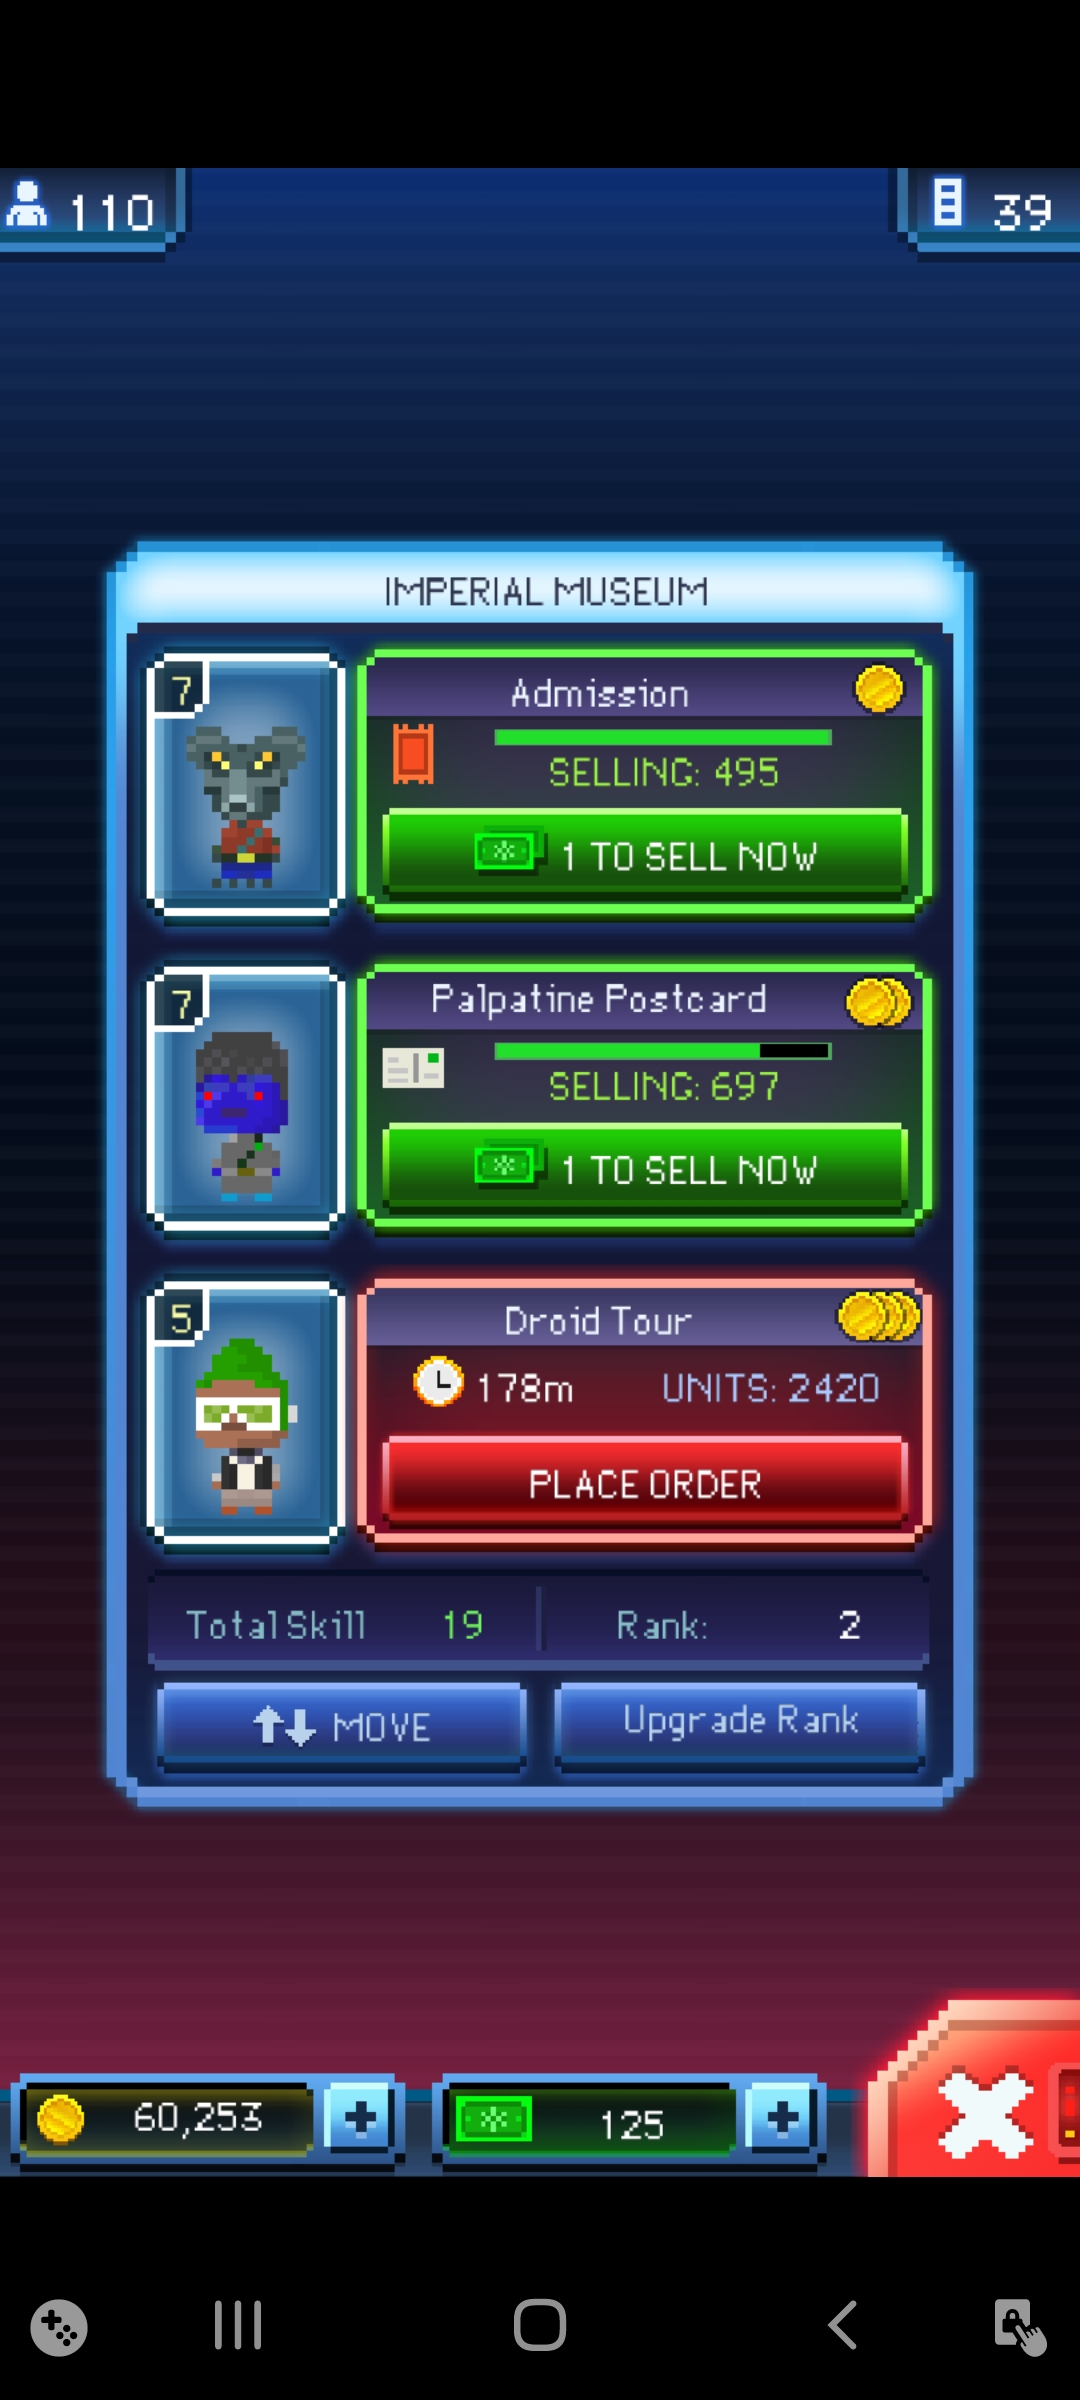 110
39
IMPERIAL MUSEUM
7
Admission
SELLING: 495
1 TO SELL NOW
7
Palpatine Postcard
SELLING: 697
1 TO SELL NOW
5
Droid Tour
178m UNITS: 2420
PLACE ORDER
Total Skill 19 Rank: 2
MOVE Upgrade Rank
60,253 125